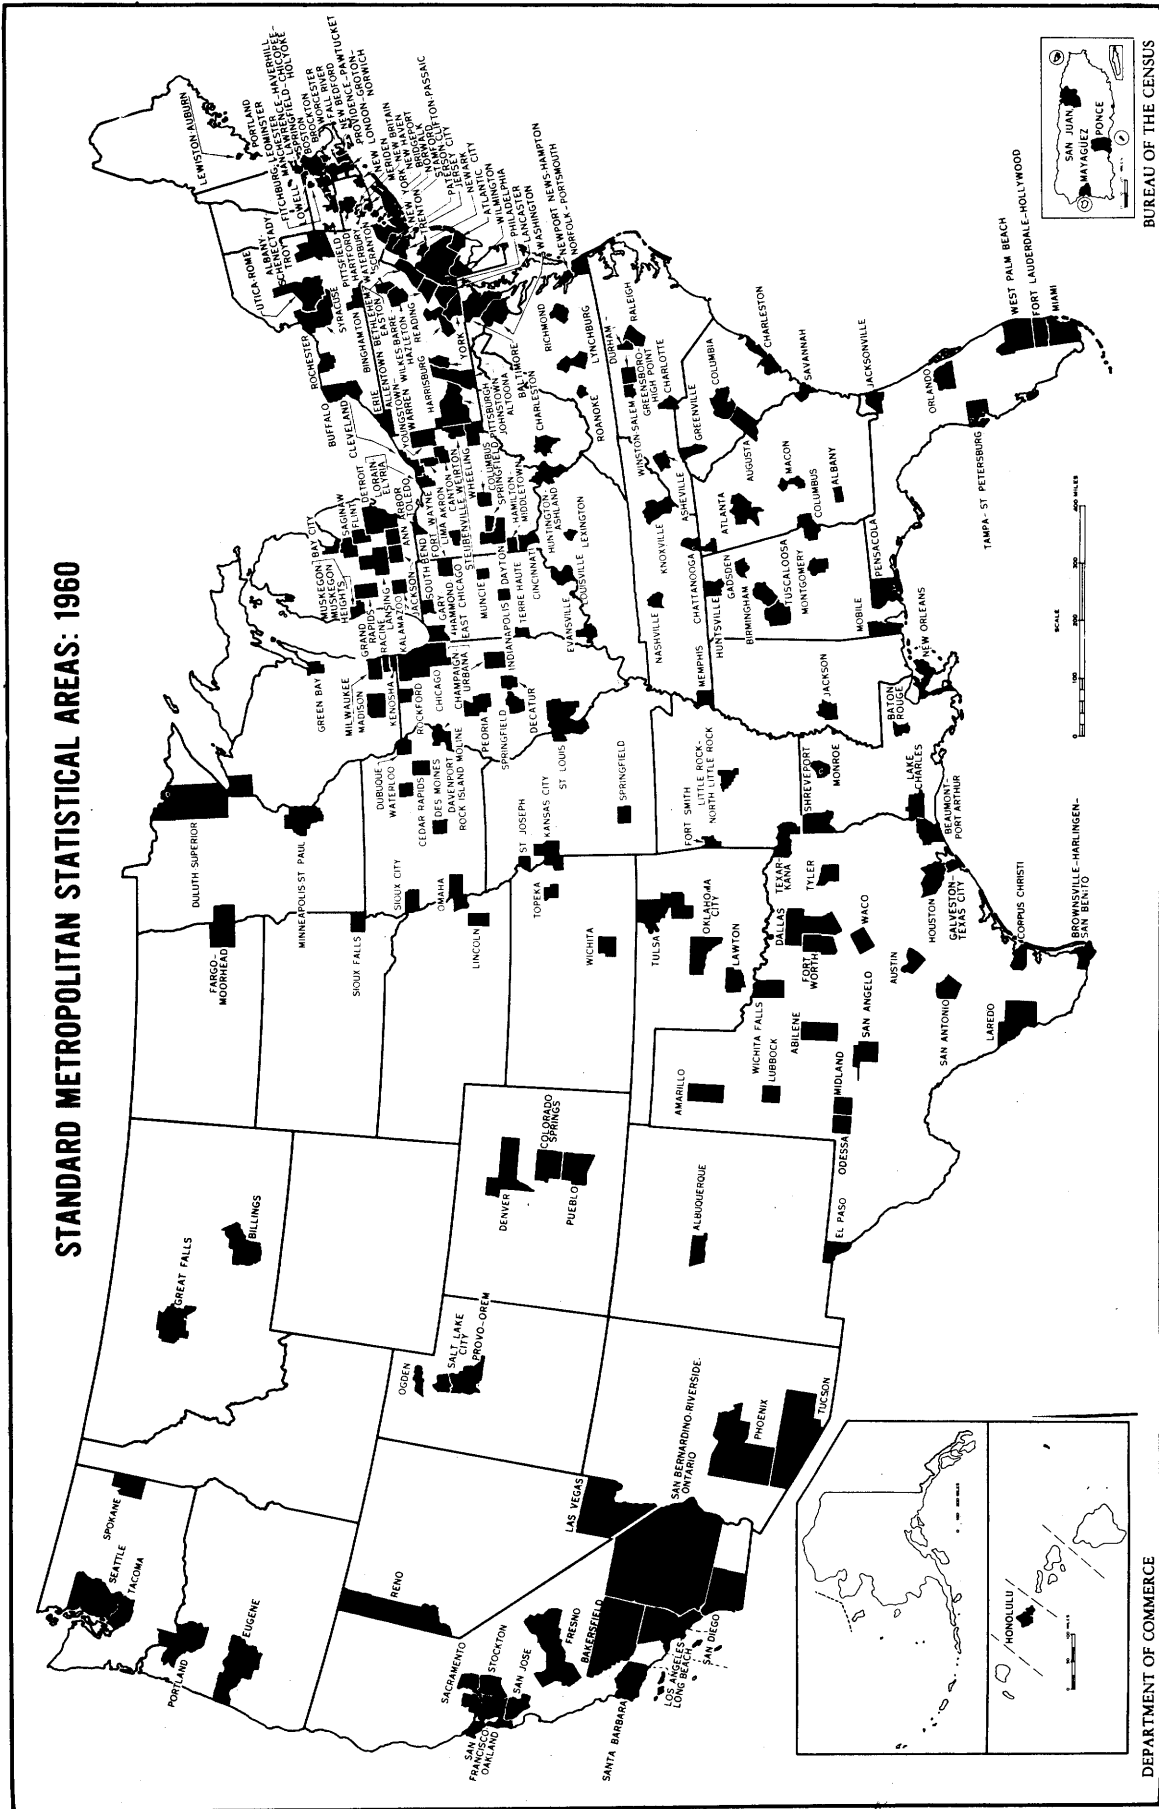 STANDARD METROPOLITAN STATISTICAL AREAS: 1960
SEATTLE
TACOMA
SPOKANE
PORTLAND
EUGENE
GREAT FALLS
BILLINGS
RENO
SACRAMENTO
STOCKTON
SAN
FRANCISCO-
OAKLAND
SAN JOSE
FRESNO
BAKERSFIELD
SANTA BARBARA
LOS ANGELES-
LONG BEACH
SAN DIEGO
SAN BERNARDINO-RIVERSIDE-
ONTARIO
LAS VEGAS
OGDEN
SALT LAKE
CITY
PROVO-OREM
PHOENIX
TUCSON
DENVER
COLORADO
SPRINGS
PUEBLO
ALBUQUERQUE
EL PASO
FARGO-
MOORHEAD
SIOUX FALLS
DULUTH-SUPERIOR
MINNEAPOLIS-ST PAUL
SIOUX CITY
OMAHA
LINCOLN
TOPEKA
WICHITA
ST JOSEPH
KANSAS CITY
SPRINGFIELD
ST LOUIS
DUBUQUE
WATERLOO
CEDAR RAPIDS
DES MOINES
DAVENPORT
ROCK ISLAND MOLINE
TULSA
OKLAHOMA
CITY
LAWTON
AMARILLO
WICHITA FALLS
LUBBOCK
ABILENE
MIDLAND
ODESSA
SAN ANGELO
DALLAS
FORT
WORTH
WACO
TYLER
TEXAR-
KANA
AUSTIN
SAN ANTONIO
LAREDO
HOUSTON
GALVESTON-
TEXAS CITY
CORPUS CHRISTI
BROWNSVILLE-HARLINGEN-
SAN BENITO
BEAUMONT-
PORT ARTHUR
LAKE
CHARLES
SHREVEPORT
MONROE
BATON
ROUGE
NEW ORLEANS
FORT SMITH
LITTLE ROCK-
NORTH LITTLE ROCK
JACKSON
MEMPHIS
GREEN BAY
MILWAUKEE
MADISON
RACINE
KENOSHA
ROCKFORD
CHICAGO
CHAMPAIGN-
URBANA
PEORIA
SPRINGFIELD
DECATUR
MUSKEGON
MUSKEGON
HEIGHTS
GRAND
RAPIDS
LANSING
KALAMAZOO
JACKSON
BAY CITY
SAGINAW
FLINT
DETROIT
ANN ARBOR
TOLEDO
LORAIN
ELYRIA
CLEVELAND
SOUTH BEND
FORT WAYNE
GARY
HAMMOND
EAST CHICAGO
MUNCIE
INDIANAPOLIS
TERRE HAUTE
EVANSVILLE
LOUISVILLE
LEXINGTON
LIMA
AKRON
CANTON
STEUBENVILLE WEIRTON
WHEELING
COLUMBUS
SPRINGFIELD
DAYTON
HAMILTON-
MIDDLETOWN
CINCINNATI
HUNTINGTON-
ASHLAND
CHARLESTON
YOUNGSTOWN-
WARREN
ERIE
PITTSBURGH
JOHNSTOWN
ALTOONA
BUFFALO
ROCHESTER
SYRACUSE
UTICA-ROME
ALBANY-
SCHENECTADY
TROY
BINGHAMTON
ALLENTOWN BETHLEHEM
EASTON
WILKES-BARRE
HAZLETON
READING
SCRANTON
HARRISBURG
YORK
PITTSFIELD
HARTFORD
WATERBURY
LEWISTON-AUBURN
PORTLAND
FITCHBURG, LEOMINSTER
MANCHESTER
LAWRENCE-HAVERHILL
SPRINGFIELD-CHICOPEE-
HOLYOKE
LOWELL
BOSTON
BROCKTON
WORCESTER
FALL RIVER
NEW BEDFORD
PROVIDENCE-PAWTUCKET
NEW LONDON-GROTON-
NORWICH
MERIDEN
NEW BRITAIN
NEW HAVEN
BRIDGEPORT
NORWALK
STAMFORD
NEW
YORK
TRENTON
PATERSON-CLIFTON-PASSAIC
JERSEY CITY
NEWARK
ATLANTIC
CITY
WILMINGTON
PHILADELPHIA
LANCASTER
WASHINGTON
BALTIMORE
NEWPORT NEWS-HAMPTON
NORFOLK-PORTSMOUTH
RICHMOND
LYNCHBURG
ROANOKE
DURHAM
RALEIGH
WINSTON-SALEM
GREENSBORO-
HIGH POINT
CHARLOTTE
ASHEVILLE
GREENVILLE
COLUMBIA
CHARLESTON
KNOXVILLE
NASHVILLE
CHATTANOOGA
HUNTSVILLE
GADSDEN
BIRMINGHAM
TUSCALOOSA
MONTGOMERY
MOBILE
PENSACOLA
ATLANTA
AUGUSTA
MACON
COLUMBUS
ALBANY
SAVANNAH
JACKSONVILLE
ORLANDO
TAMPA-ST PETERSBURG
WEST PALM BEACH
FORT LAUDERDALE-HOLLYWOOD
MIAMI
SCALE
0 100 200 300 400 MILES
HONOLULU
SAN JUAN
MAYAGUEZ
PONCE
DEPARTMENT OF COMMERCE
BUREAU OF THE CENSUS